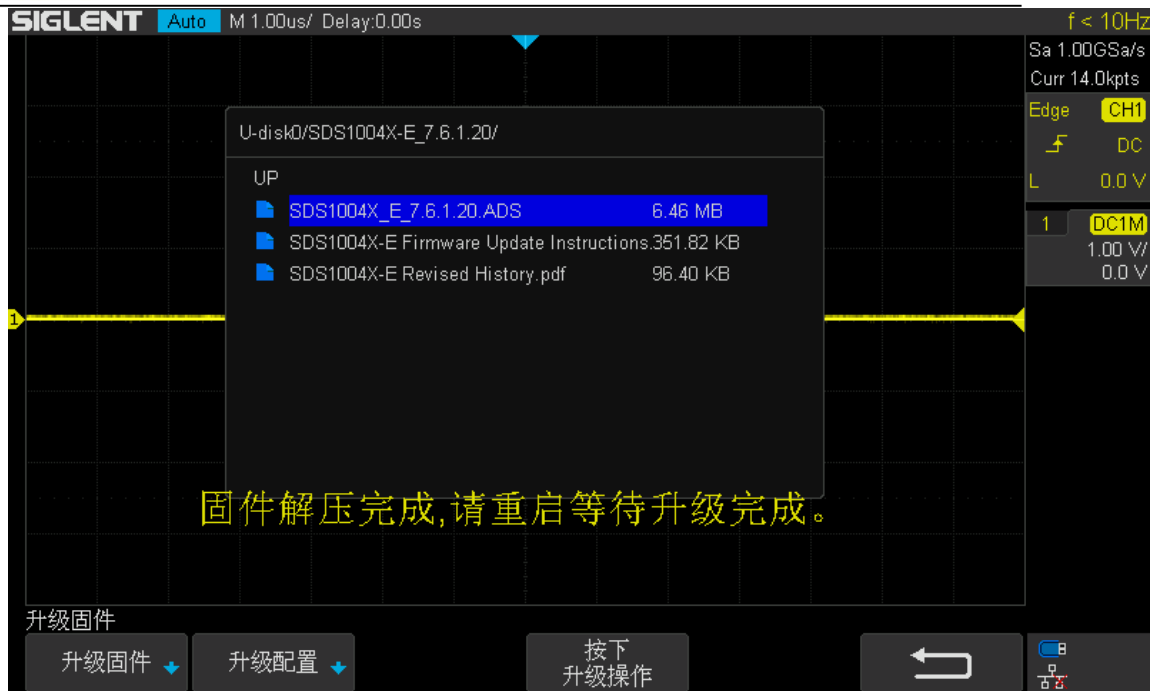 SIGLENT Auto M 1.00us/ Delay:0.00s f < 10Hz
Sa 1.00GSa/s
Curr 14.0kpts
Edge CH1
DC
L 0.0 V
1 DC1M
1.00 V/
0.0 V
U-disk0/SDS1004X-E_7.6.1.20/
UP
SDS1004X_E_7.6.1.20.ADS 6.46 MB
SDS1004X-E Firmware Update Instructions.351.82 KB
SDS1004X-E Revised History.pdf 96.40 KB
1
固件解压完成,请重启等待升级完成。
升级固件
升级固件 升级配置 按下
升级操作